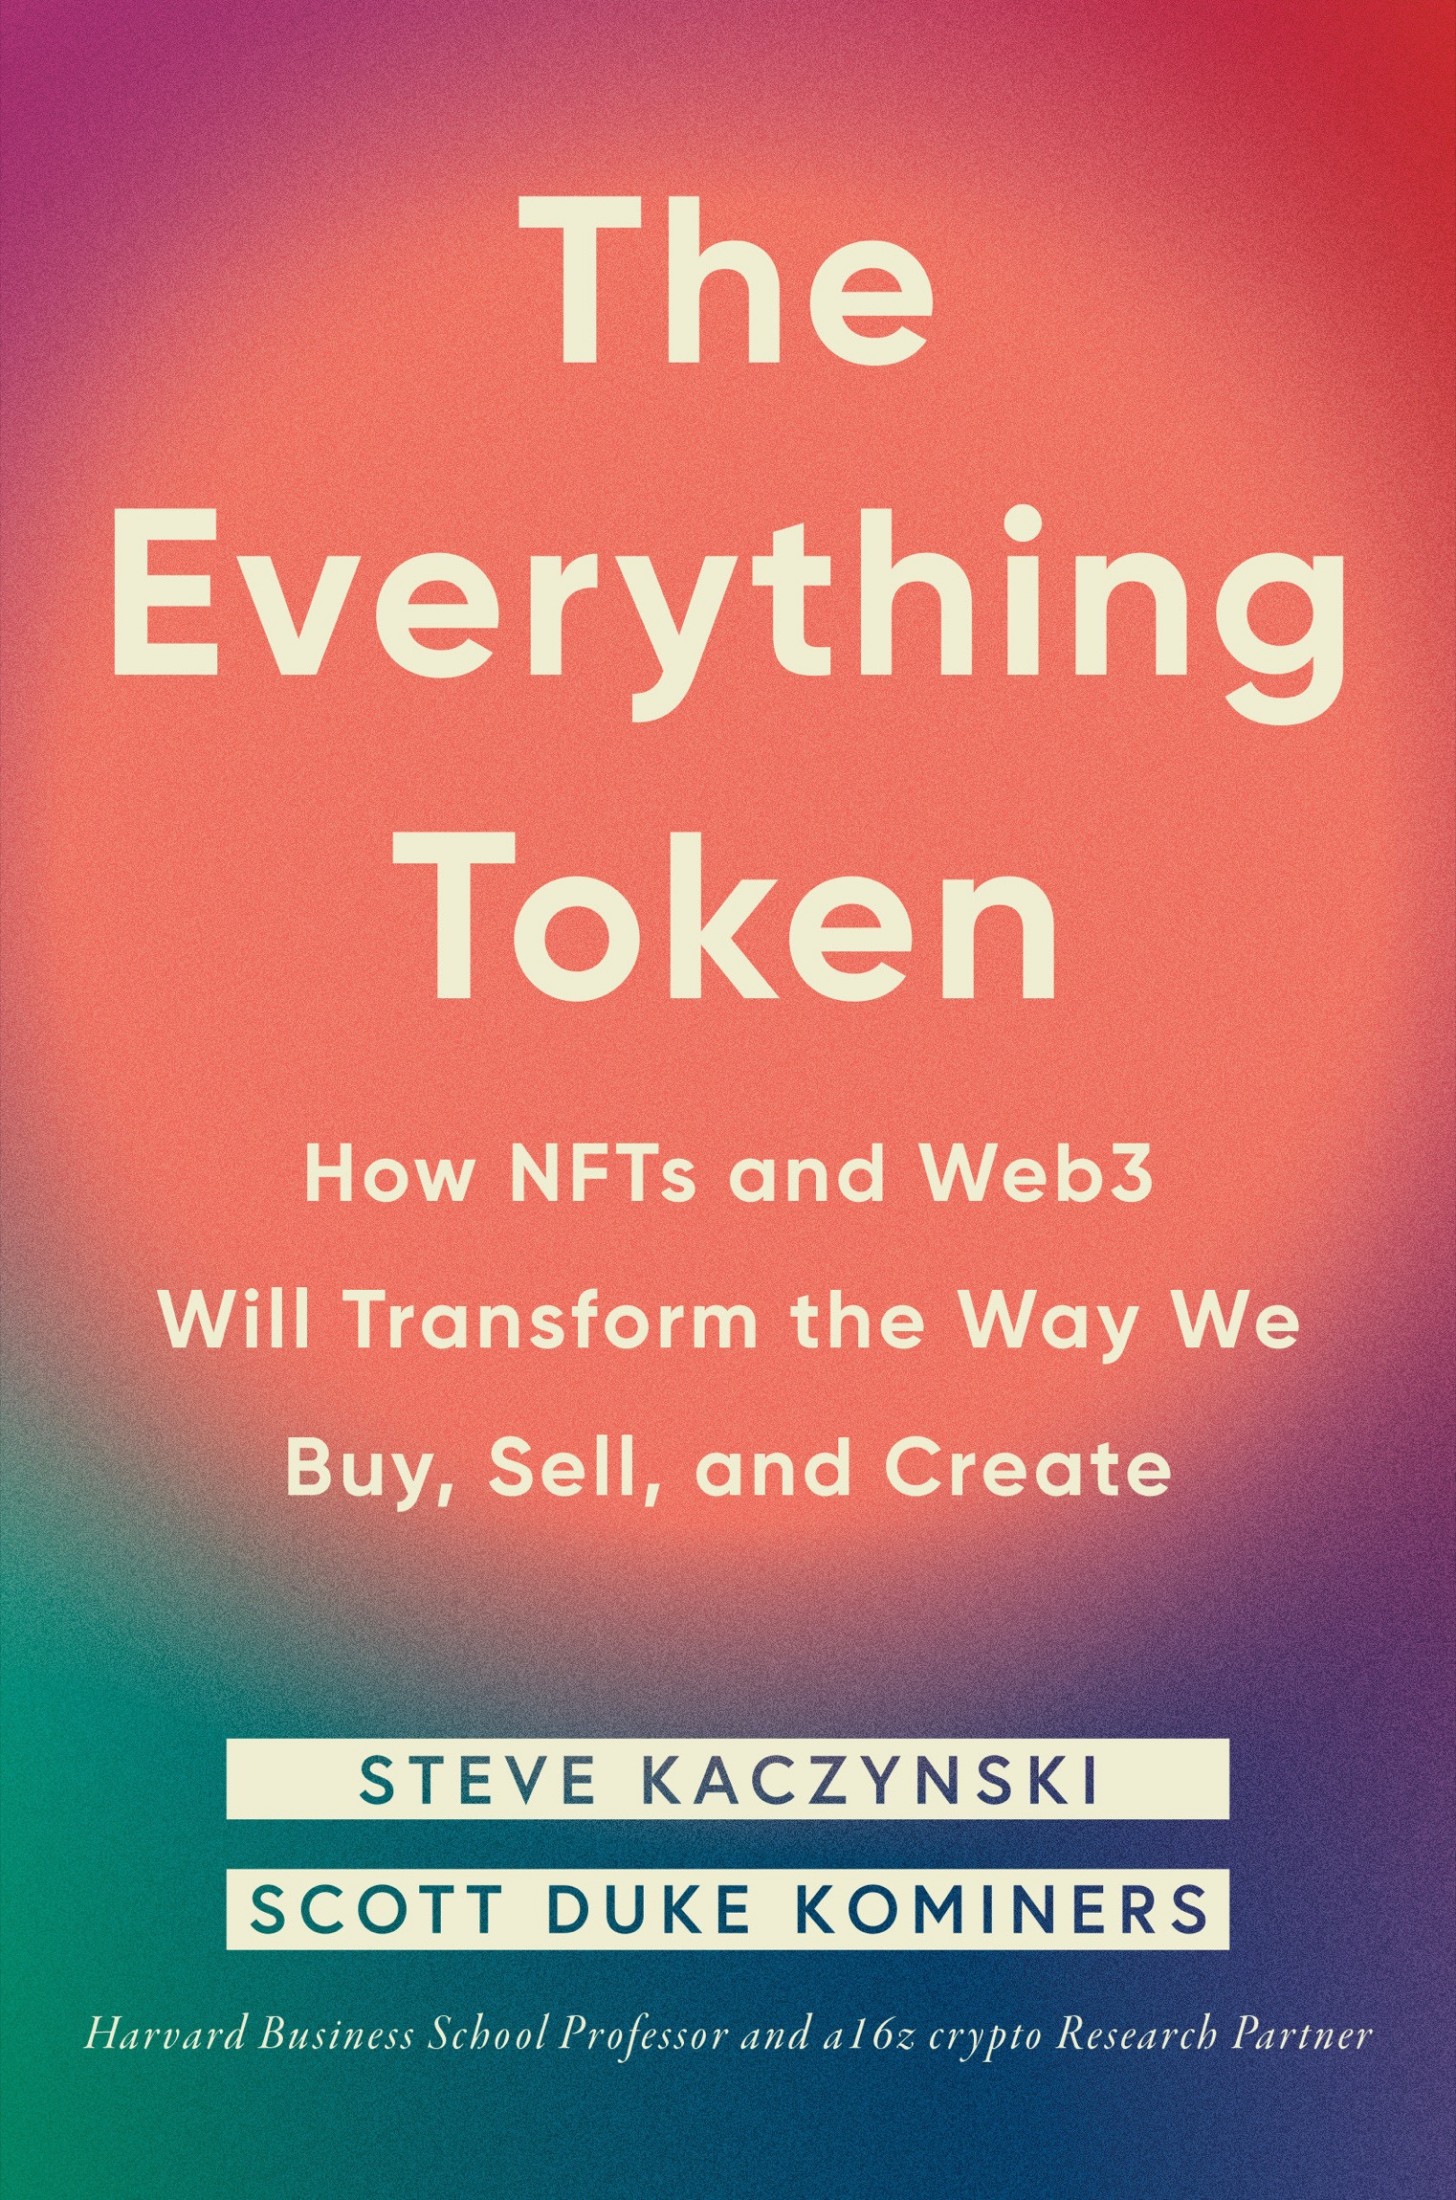 The
Everything
Token
How NFTs and Web3
Will Transform the Way We
Buy, Sell, and Create
STEVE KACZYNSKI
SCOTT DUKE KOMINERS
Harvard Business School Professor and a16z crypto Research Partner